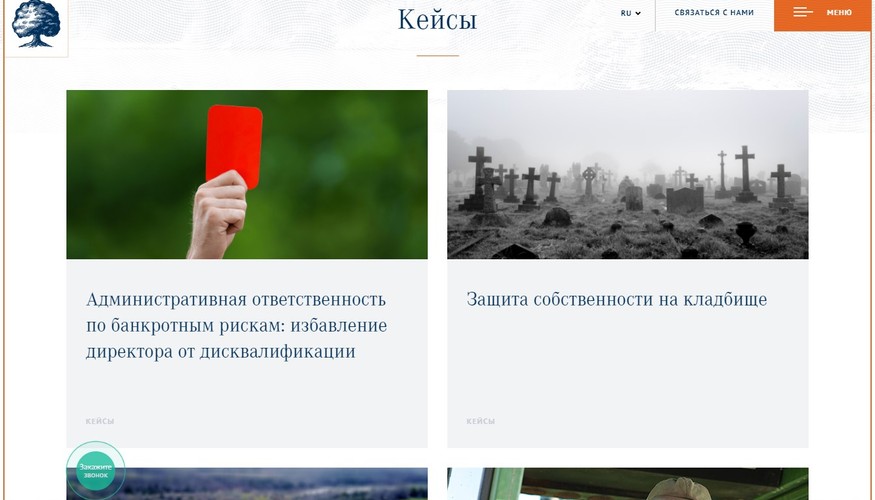 Кейсы
RU
СВЯЗАТЬСЯ С НАМИ
МЕНЮ
Административная ответственность
по банкротным рискам: избавление
директора от дисквалификации
КЕЙСЫ
Защита собственности на кладбище
КЕЙСЫ
Закажите
звонок